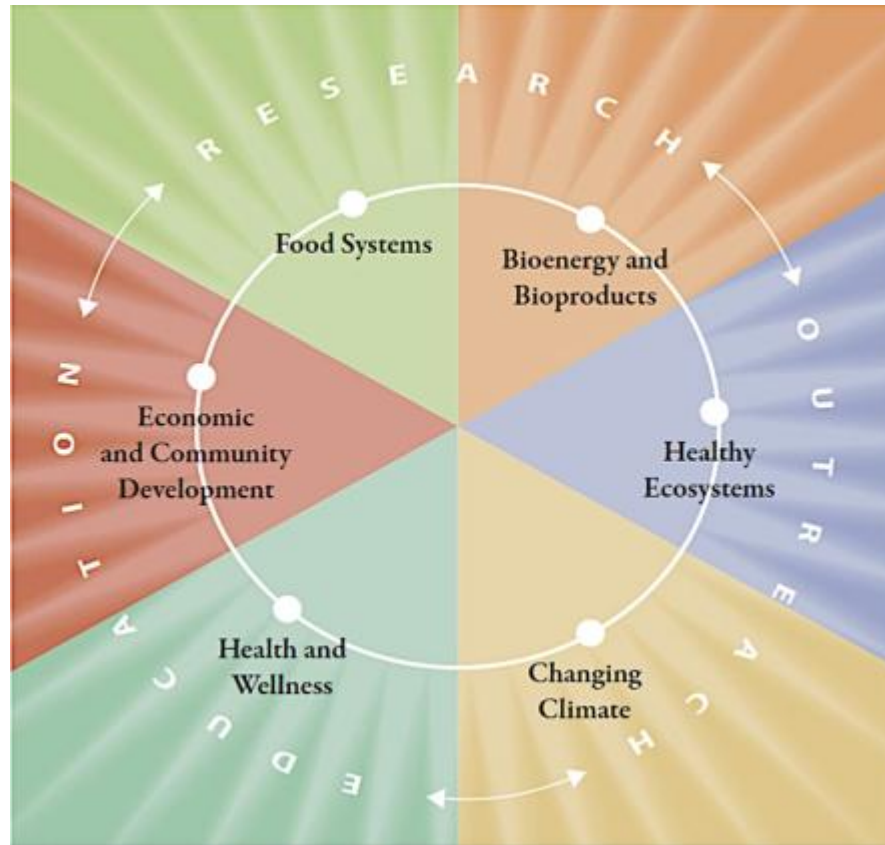 RESEARCH
OUTREACH
EDUCATION
Food Systems
Bioenergy and
Bioproducts
Healthy
Ecosystems
Changing
Climate
Health and
Wellness
Economic
and Community
Development